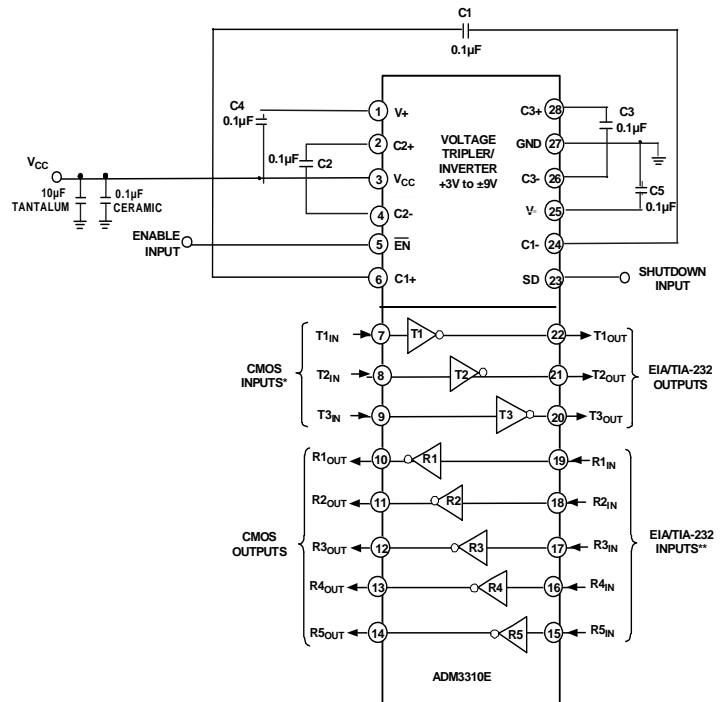 C1
0.1µF
C4
0.1µF
1 V+
C3+ 28
C3
0.1µF
2 C2+
VOLTAGE
TRIPLER/
INVERTER
+3V to ±9V
GND 27
0.1µF
C2
VCC
3 VCC
C3- 26
10µF
TANTALUM
0.1µF
CERAMIC
4 C2-
V- 25
C5
0.1µF
ENABLE
INPUT
5 EN
C1- 24
6 C1+
SD 23
SHUTDOWN
INPUT
CMOS
INPUTS*
T1IN 7 T1 22 T1OUT
T2IN 8 T2 21 T2OUT
T3IN 9 T3 20 T3OUT
EIA/TIA-232
OUTPUTS
CMOS
OUTPUTS
R1OUT 10 R1 19 R1IN
R2OUT 11 R2 18 R2IN
R3OUT 12 R3 17 R3IN
R4OUT 13 R4 16 R4IN
R5OUT 14 R5 15 R5IN
EIA/TIA-232
INPUTS**
ADM3310E